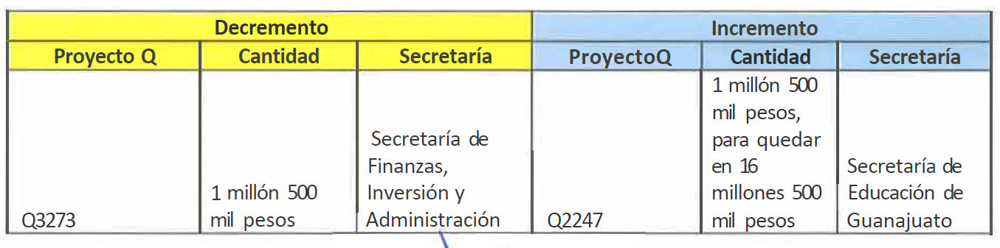 Decremento Incremento
Proyecto Q Cantidad Secretaría ProyectoQ Cantidad Secretaría
Q3273
1 millón 500
mil pesos
Secretaría de
Finanzas,
Inversión y
Administración
Q2247
1 millón 500
mil pesos,
para quedar
en 16
millones 500
mil pesos
Secretaría de
Educación de
Guanajuato